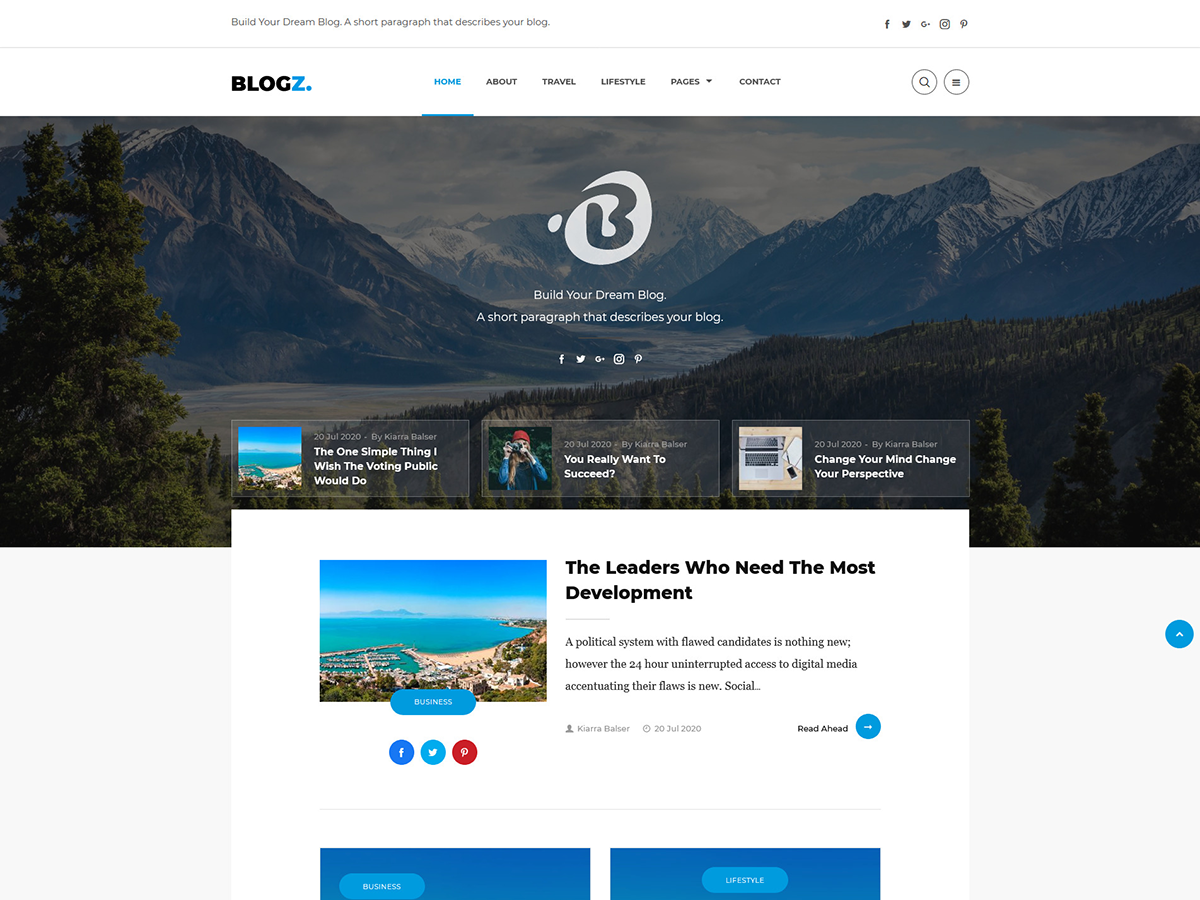 Build Your Dream Blog. A short paragraph that describes your blog.
BLOGZ.
HOME ABOUT TRAVEL LIFESTYLE PAGES CONTACT
B
Build Your Dream Blog.
A short paragraph that describes your blog.
20 Jul 2020 - By Kiarra Balser
The One Simple Thing I
Wish The Voting Public
Would Do
20 Jul 2020 - By Kiarra Balser
You Really Want To
Succeed?
20 Jul 2020 - By Kiarra Balser
Change Your Mind Change
Your Perspective
BUSINESS
The Leaders Who Need The Most
Development
A political system with flawed candidates is nothing new;
however the 24 hour uninterrupted access to digital media
accentuating their flaws is new. Social...
Kiarra Balser 20 Jul 2020 Read Ahead
BUSINESS
LIFESTYLE